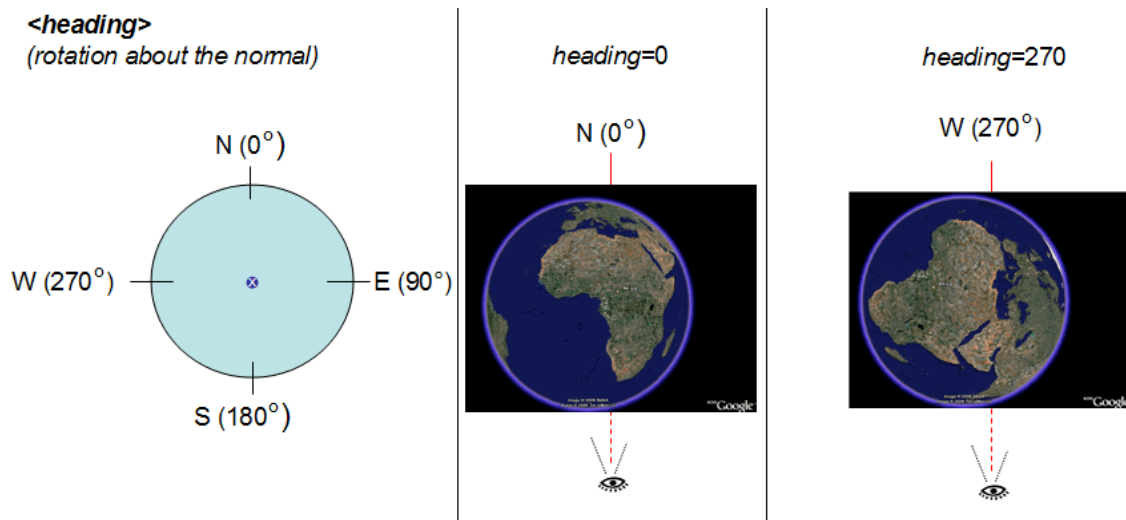 <heading>
(rotation about the normal)
N (0°)
W (270°)
E (90°)
S (180°)
heading=0
N (0°)
Google
heading=270
W (270°)
Google